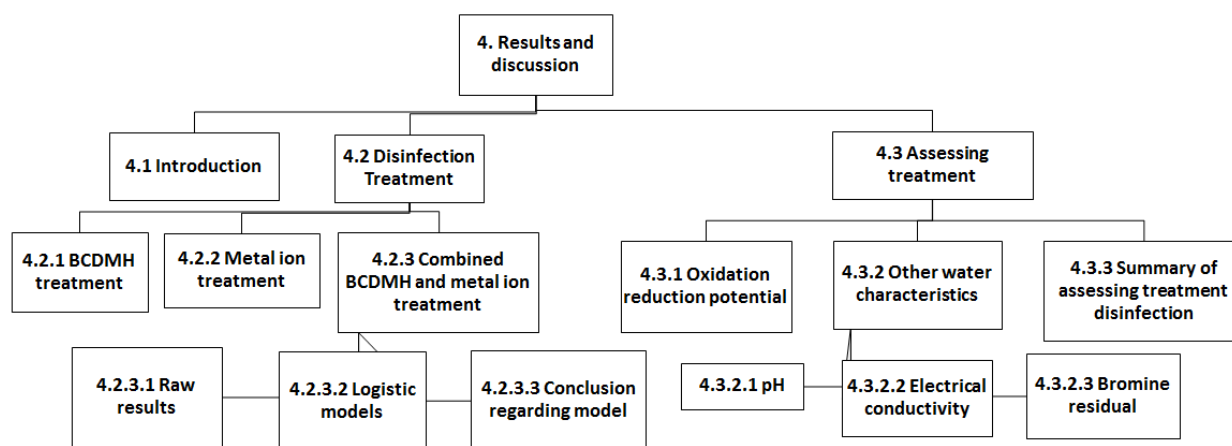 4. Results and
discussion
4.1 Introduction
4.2 Disinfection
Treatment
4.3 Assessing
treatment
4.2.1 BCDMH
treatment
4.2.2 Metal ion
treatment
4.2.3 Combined
BCDMH and metal ion
treatment
4.3.1 Oxidation
reduction potential
4.3.2 Other water
characteristics
4.3.3 Summary of
assessing treatment
disinfection
4.2.3.1 Raw
results
4.2.3.2 Logistic
models
4.2.3.3 Conclusion
regarding model
4.3.2.1 pH
4.3.2.2 Electrical
conductivity
4.3.2.3 Bromine
residual